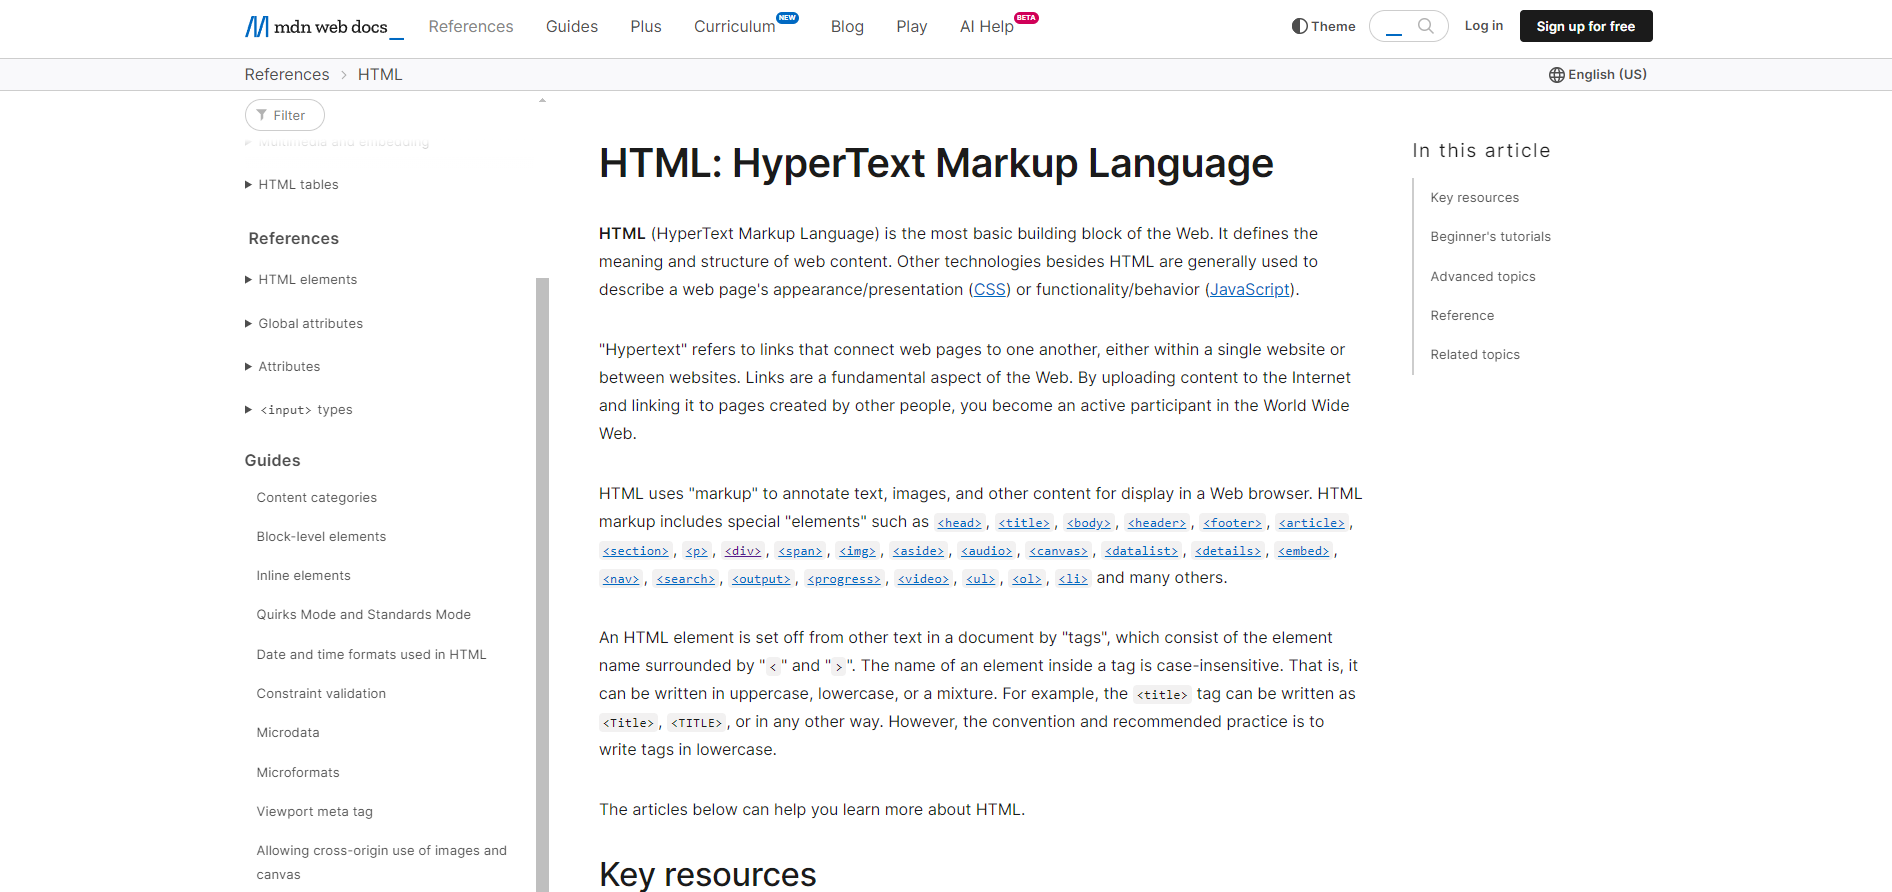 mdn web docs_
References
Guides
Plus
Curriculum NEW
Blog
Play
AI Help BETA
Theme
Log in
Sign up for free
References > HTML
English (US)
Filter
Multimedia and embedding
HTML tables
References
HTML elements
Global attributes
Attributes
<input> types
Guides
Content categories
Block-level elements
Inline elements
Quirks Mode and Standards Mode
Date and time formats used in HTML
Constraint validation
Microdata
Microformats
Viewport meta tag
Allowing cross-origin use of images and
canvas
HTML: HyperText Markup Language
HTML (HyperText Markup Language) is the most basic building block of the Web. It defines the
meaning and structure of web content. Other technologies besides HTML are generally used to
describe a web page's appearance/presentation (CSS) or functionality/behavior (JavaScript).
"Hypertext" refers to links that connect web pages to one another, either within a single website or
between websites. Links are a fundamental aspect of the Web. By uploading content to the Internet
and linking it to pages created by other people, you become an active participant in the World Wide
Web.
HTML uses "markup" to annotate text, images, and other content for display in a Web browser. HTML
markup includes special "elements" such as <head>, <title>, <body>, <header>, <footer>, <article>,
<section>, <p>, <div>, <span>, <img>, <aside>, <audio>, <canvas>, <datalist>, <details>, <embed>,
<nav>, <search>, <output>, <progress>, <video>, <ul>, <ol>, <li> and many others.
An HTML element is set off from other text in a document by "tags", which consist of the element
name surrounded by "<" and ">". The name of an element inside a tag is case-insensitive. That is, it
can be written in uppercase, lowercase, or a mixture. For example, the <title> tag can be written as
<Title>, <TITLE>, or in any other way. However, the convention and recommended practice is to
write tags in lowercase.
The articles below can help you learn more about HTML.
Key resources
In this article
Key resources
Beginner's tutorials
Advanced topics
Reference
Related topics